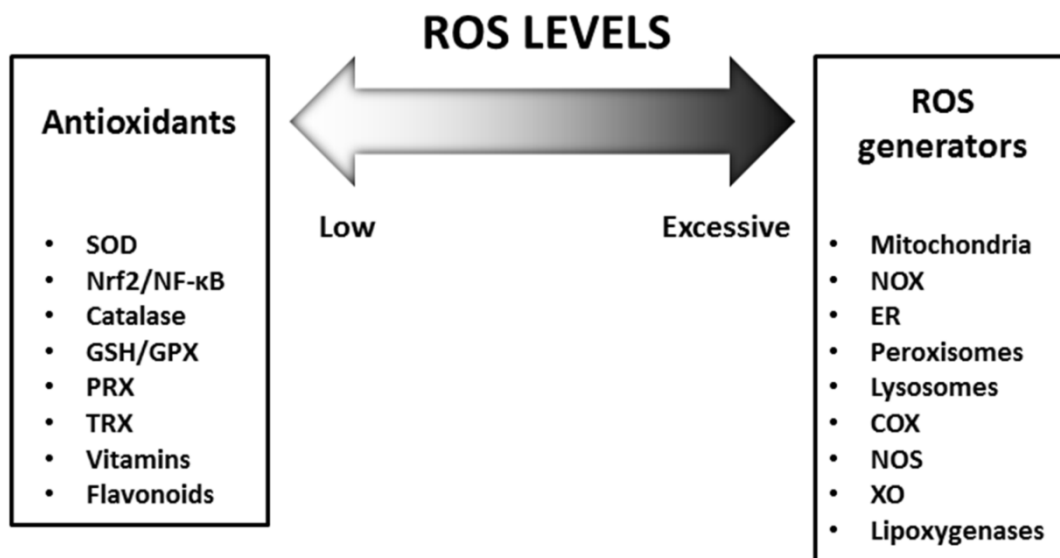 ROS LEVELS
Antioxidants
• SOD
• Nrf2/NF-κB
• Catalase
• GSH/GPX
• PRX
• TRX
• Vitamins
• Flavonoids
Low
Excessive
ROS
generators
• Mitochondria
• NOX
• ER
• Peroxisomes
• Lysosomes
• COX
• NOS
• XO
• Lipoxygenases